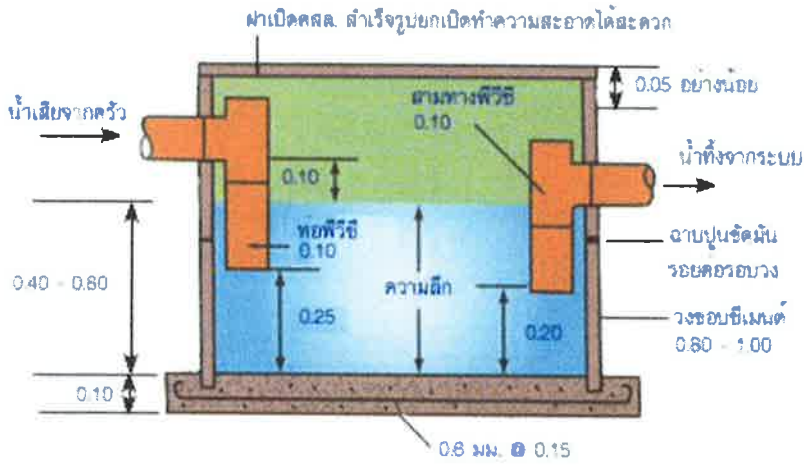 ฝาเปิดคสล. สำเร็จรูปยกเปิดทำความสะอาดได้สะดวก
0.05 อย่างน้อย
น้ำเสียจากครัว
สามทางพีวีซี
0.10
น้ำทิ้งจากระบบ
0.10
ท่อพีวีซี
0.10
ฉาบปูนขัดมัน
รอยต่อรอบวง
0.40 - 0.80
ความลึก
0.25
0.20
วงขอบซีเมนต์
0.80 - 1.00
0.10
0.6 มม. @ 0.15